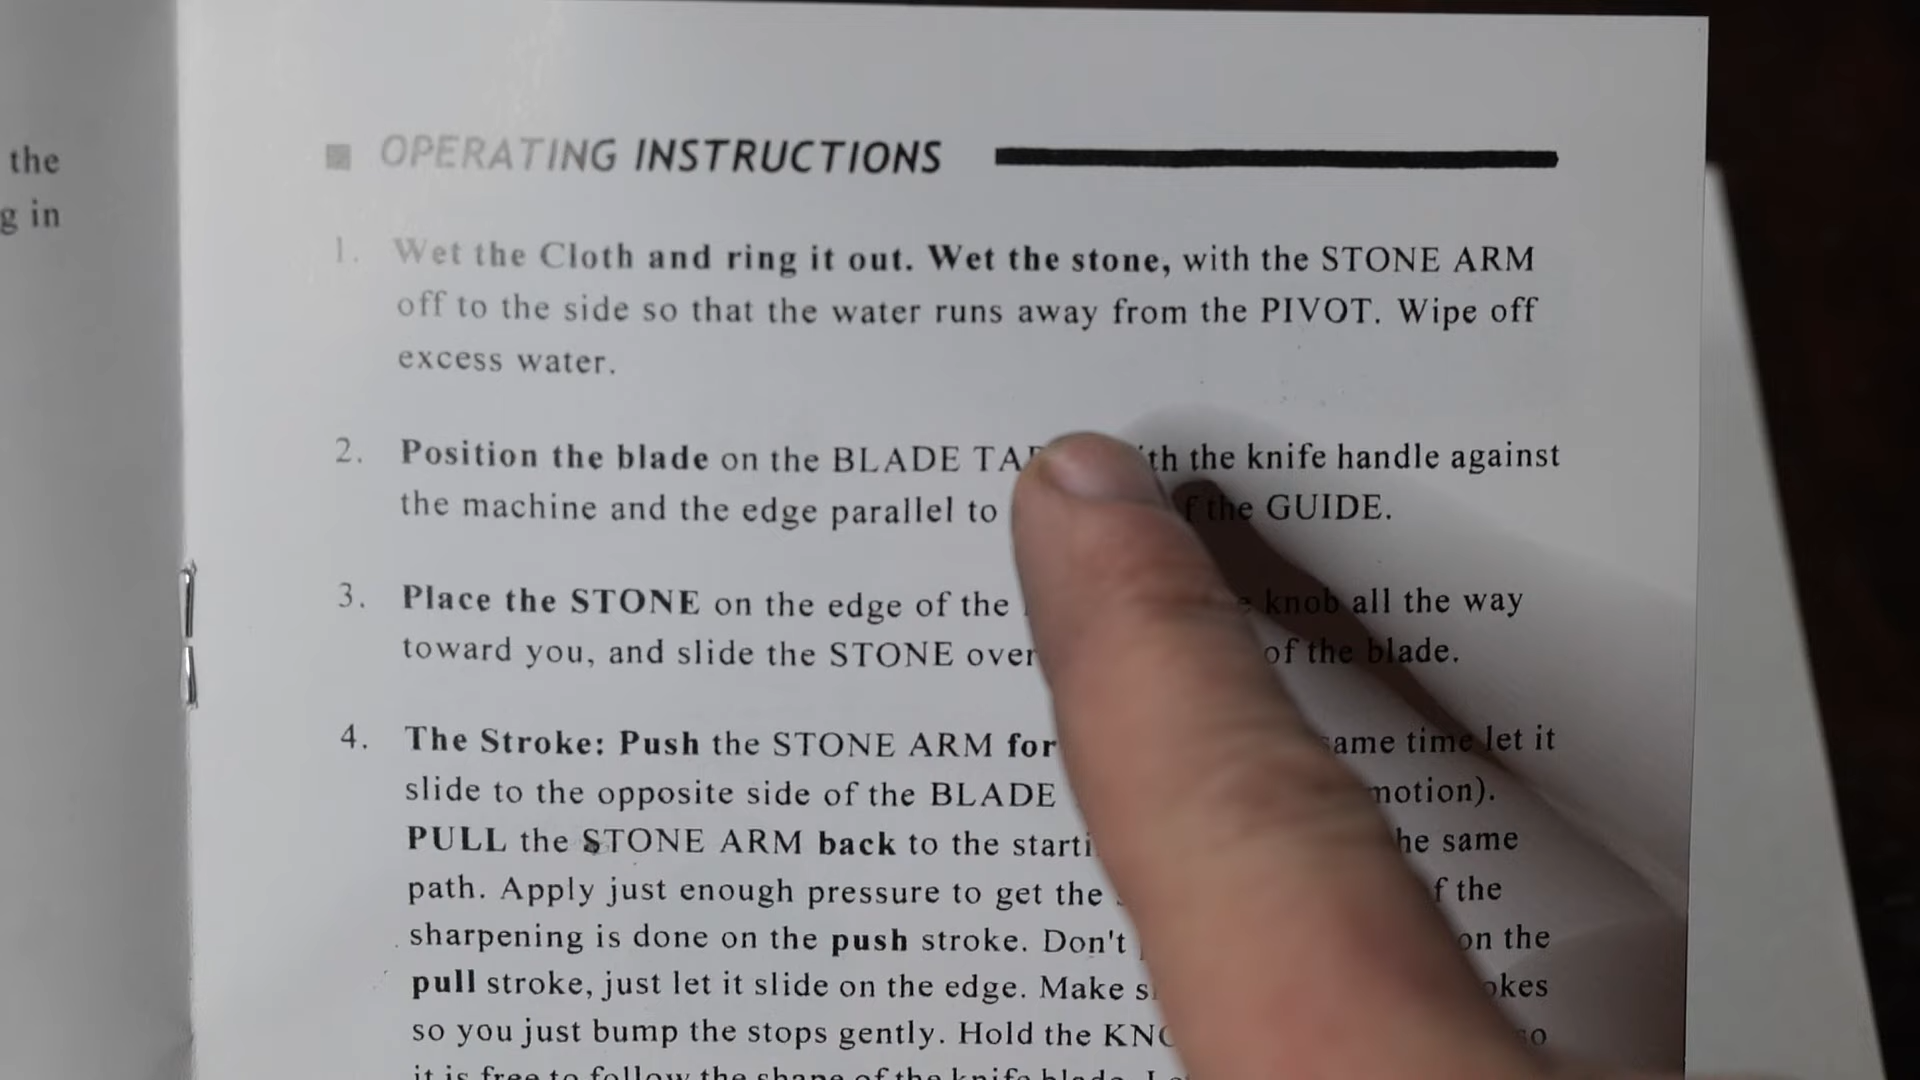 the
g in
OPERATING INSTRUCTIONS
1. Wet the Cloth and ring it out. Wet the stone, with the STONE ARM
off to the side so that the water runs away from the PIVOT. Wipe off
excess water.
2. Position the blade on the BLADE the knife handle against
the machine and the edge parallel to the GUIDE.
3. Place the STONE on the edge of the knob all the way
toward you, and slide the STONE over of the blade.
4. The Stroke: Push the STONE ARM time let it
slide to the opposite side of the BLADE motion).
PULL the STONE ARM back to the same
path. Apply just enough pressure to get the the
sharpening is done on the push stroke. Don't on the
pull stroke, just let it slide on the edge. Make
so you just bump the stops gently. Hold the so
it is free to follow the shape of the knife blade.